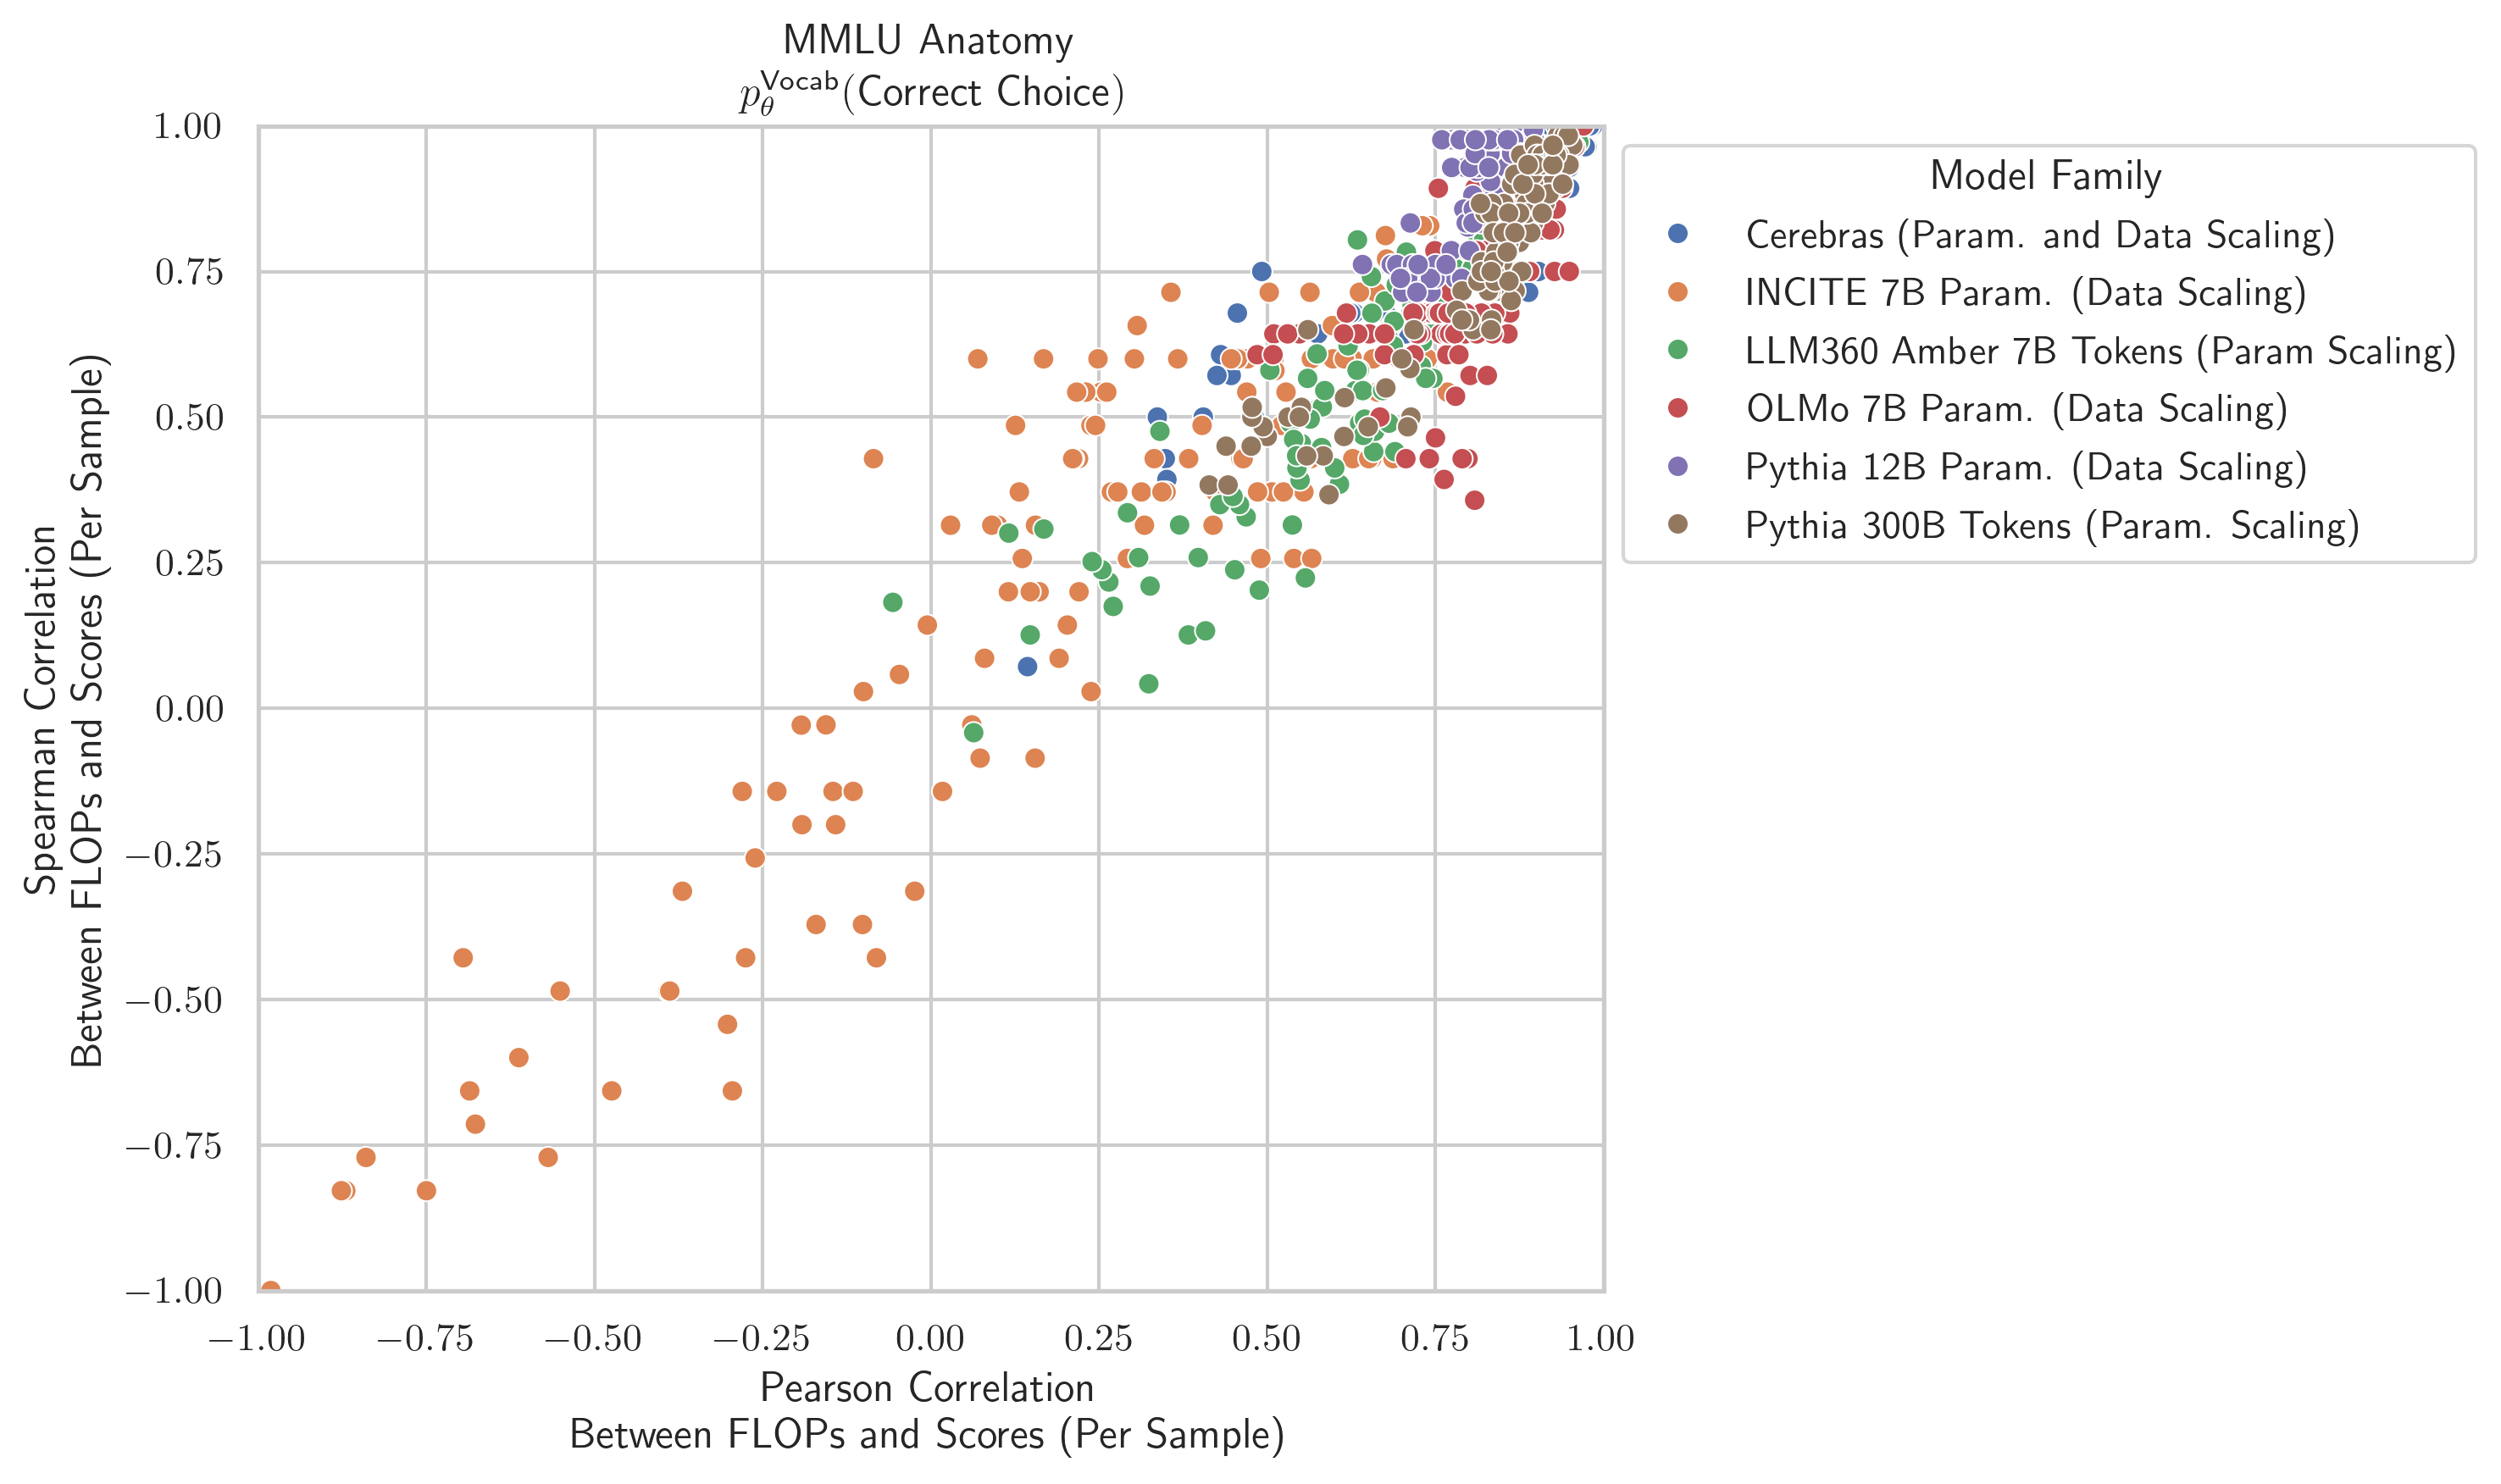 MMLU Anatomy
p_θ^Vocab(Correct Choice)
1.00
0.75
0.50
0.25
0.00
−0.25
−0.50
−0.75
−1.00
Spearman Correlation
Between FLOPs and Scores (Per Sample)
−1.00 −0.75 −0.50 −0.25 0.00 0.25 0.50 0.75 1.00
Pearson Correlation
Between FLOPs and Scores (Per Sample)
Model Family
Cerebras (Param. and Data Scaling)
INCITE 7B Param. (Data Scaling)
LLM360 Amber 7B Tokens (Param Scaling)
OLMo 7B Param. (Data Scaling)
Pythia 12B Param. (Data Scaling)
Pythia 300B Tokens (Param. Scaling)